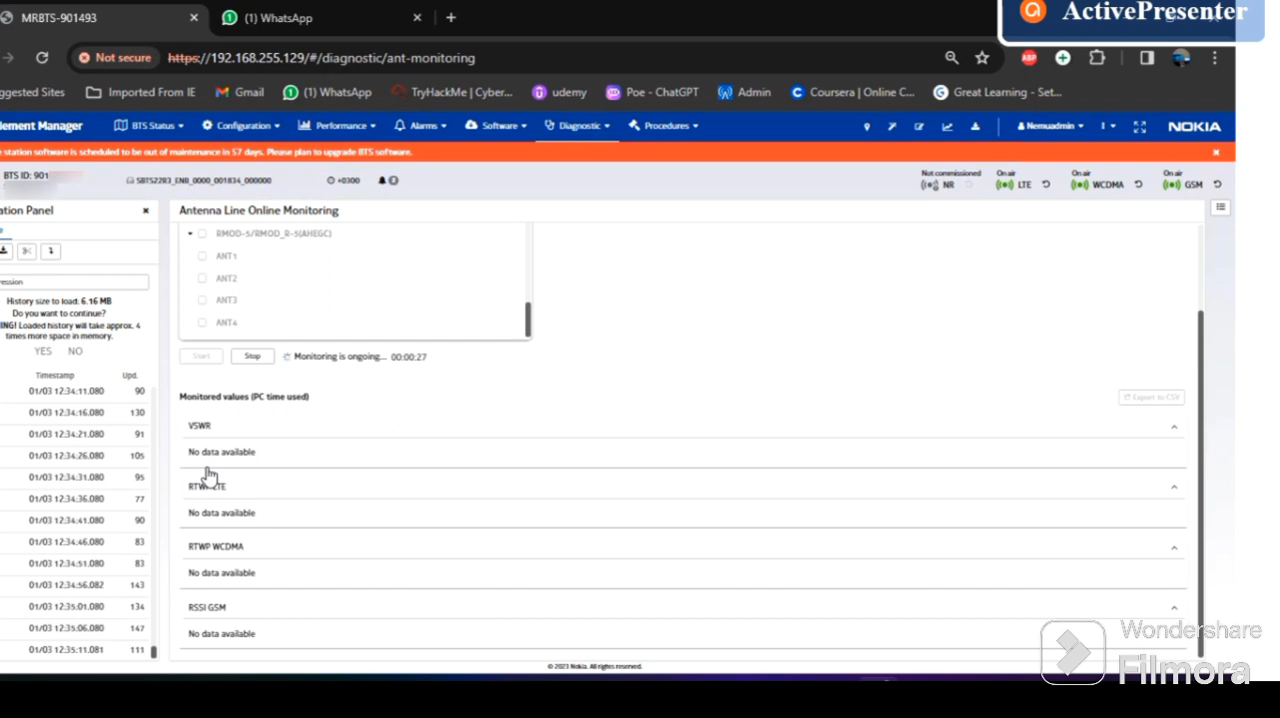 MRBTS-901493
(1) WhatsApp
ActivePresenter
Not secure
https://192.168.255.129/#/diagnostic/ant-monitoring
ggested Sites
Imported From IE
Gmail
(1) WhatsApp
TryHackMe | Cyber...
udemy
Poe - ChatGPT
Admin
Coursera | Online C...
Great Learning - Set...
lement Manager
BTS Status
Configuration
Performance
Alarms
Software
Diagnostic
Procedures
Nemuadmin
NOKIA
e station software is scheduled to be out of maintenance in 57 days. Please plan to upgrade BTS software.
BTS ID: 901
SBTS22R3_ENB_0000_001834_000000
+0300
Not commissioned
NR
On air
LTE
On air
WCDMA
On air
GSM
ation Panel
Antenna Line Online Monitoring
ression
History size to load: 6.16 MB
Do you want to continue?
ING! Loaded history will take approx. 4
times more space in memory.
YES NO
Timestamp Upd.
01/03 12:34:11.080 90
01/03 12:34:16.080 130
01/03 12:34:21.080 91
01/03 12:34:26.080 105
01/03 12:34:31.080 95
01/03 12:34:36.080 77
01/03 12:34:41.080 90
01/03 12:34:46.080 83
01/03 12:34:51.080 83
01/03 12:34:56.082 143
01/03 12:35:01.080 134
01/03 12:35:06.080 147
01/03 12:35:11.081 111
RMOD-5/RMOD_R-5(AHEGC)
ANT1
ANT2
ANT3
ANT4
Start
Stop
Monitoring is ongoing... 00:00:27
Monitored values (PC time used)
Export to CSV
VSWR
No data available
RTWP LTE
No data available
RTWP WCDMA
No data available
RSSI GSM
No data available
© 2023 Nokia. All rights reserved.
Wondershare
Filmora